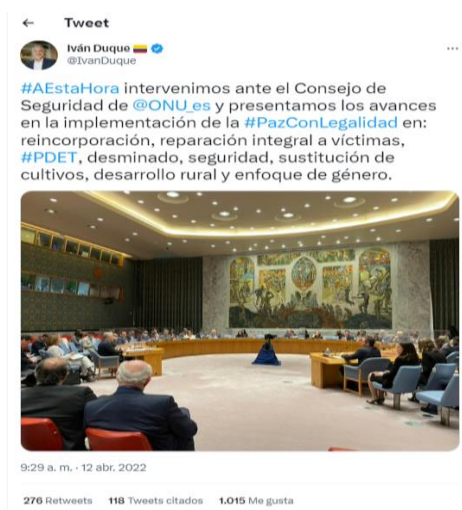 Tweet
Iván Duque
@IvanDuque
#AEstaHora intervenimos ante el Consejo de
Seguridad de @ONU_es y presentamos los avances
en la implementación de la #PazConLegalidad en:
reincorporación, reparación integral a víctimas,
#PDET, desminado, seguridad, sustitución de
cultivos, desarrollo rural y enfoque de género.
9:29 a. m. · 12 abr. 2022
276 Retweets 118 Tweets citados 1.015 Me gusta